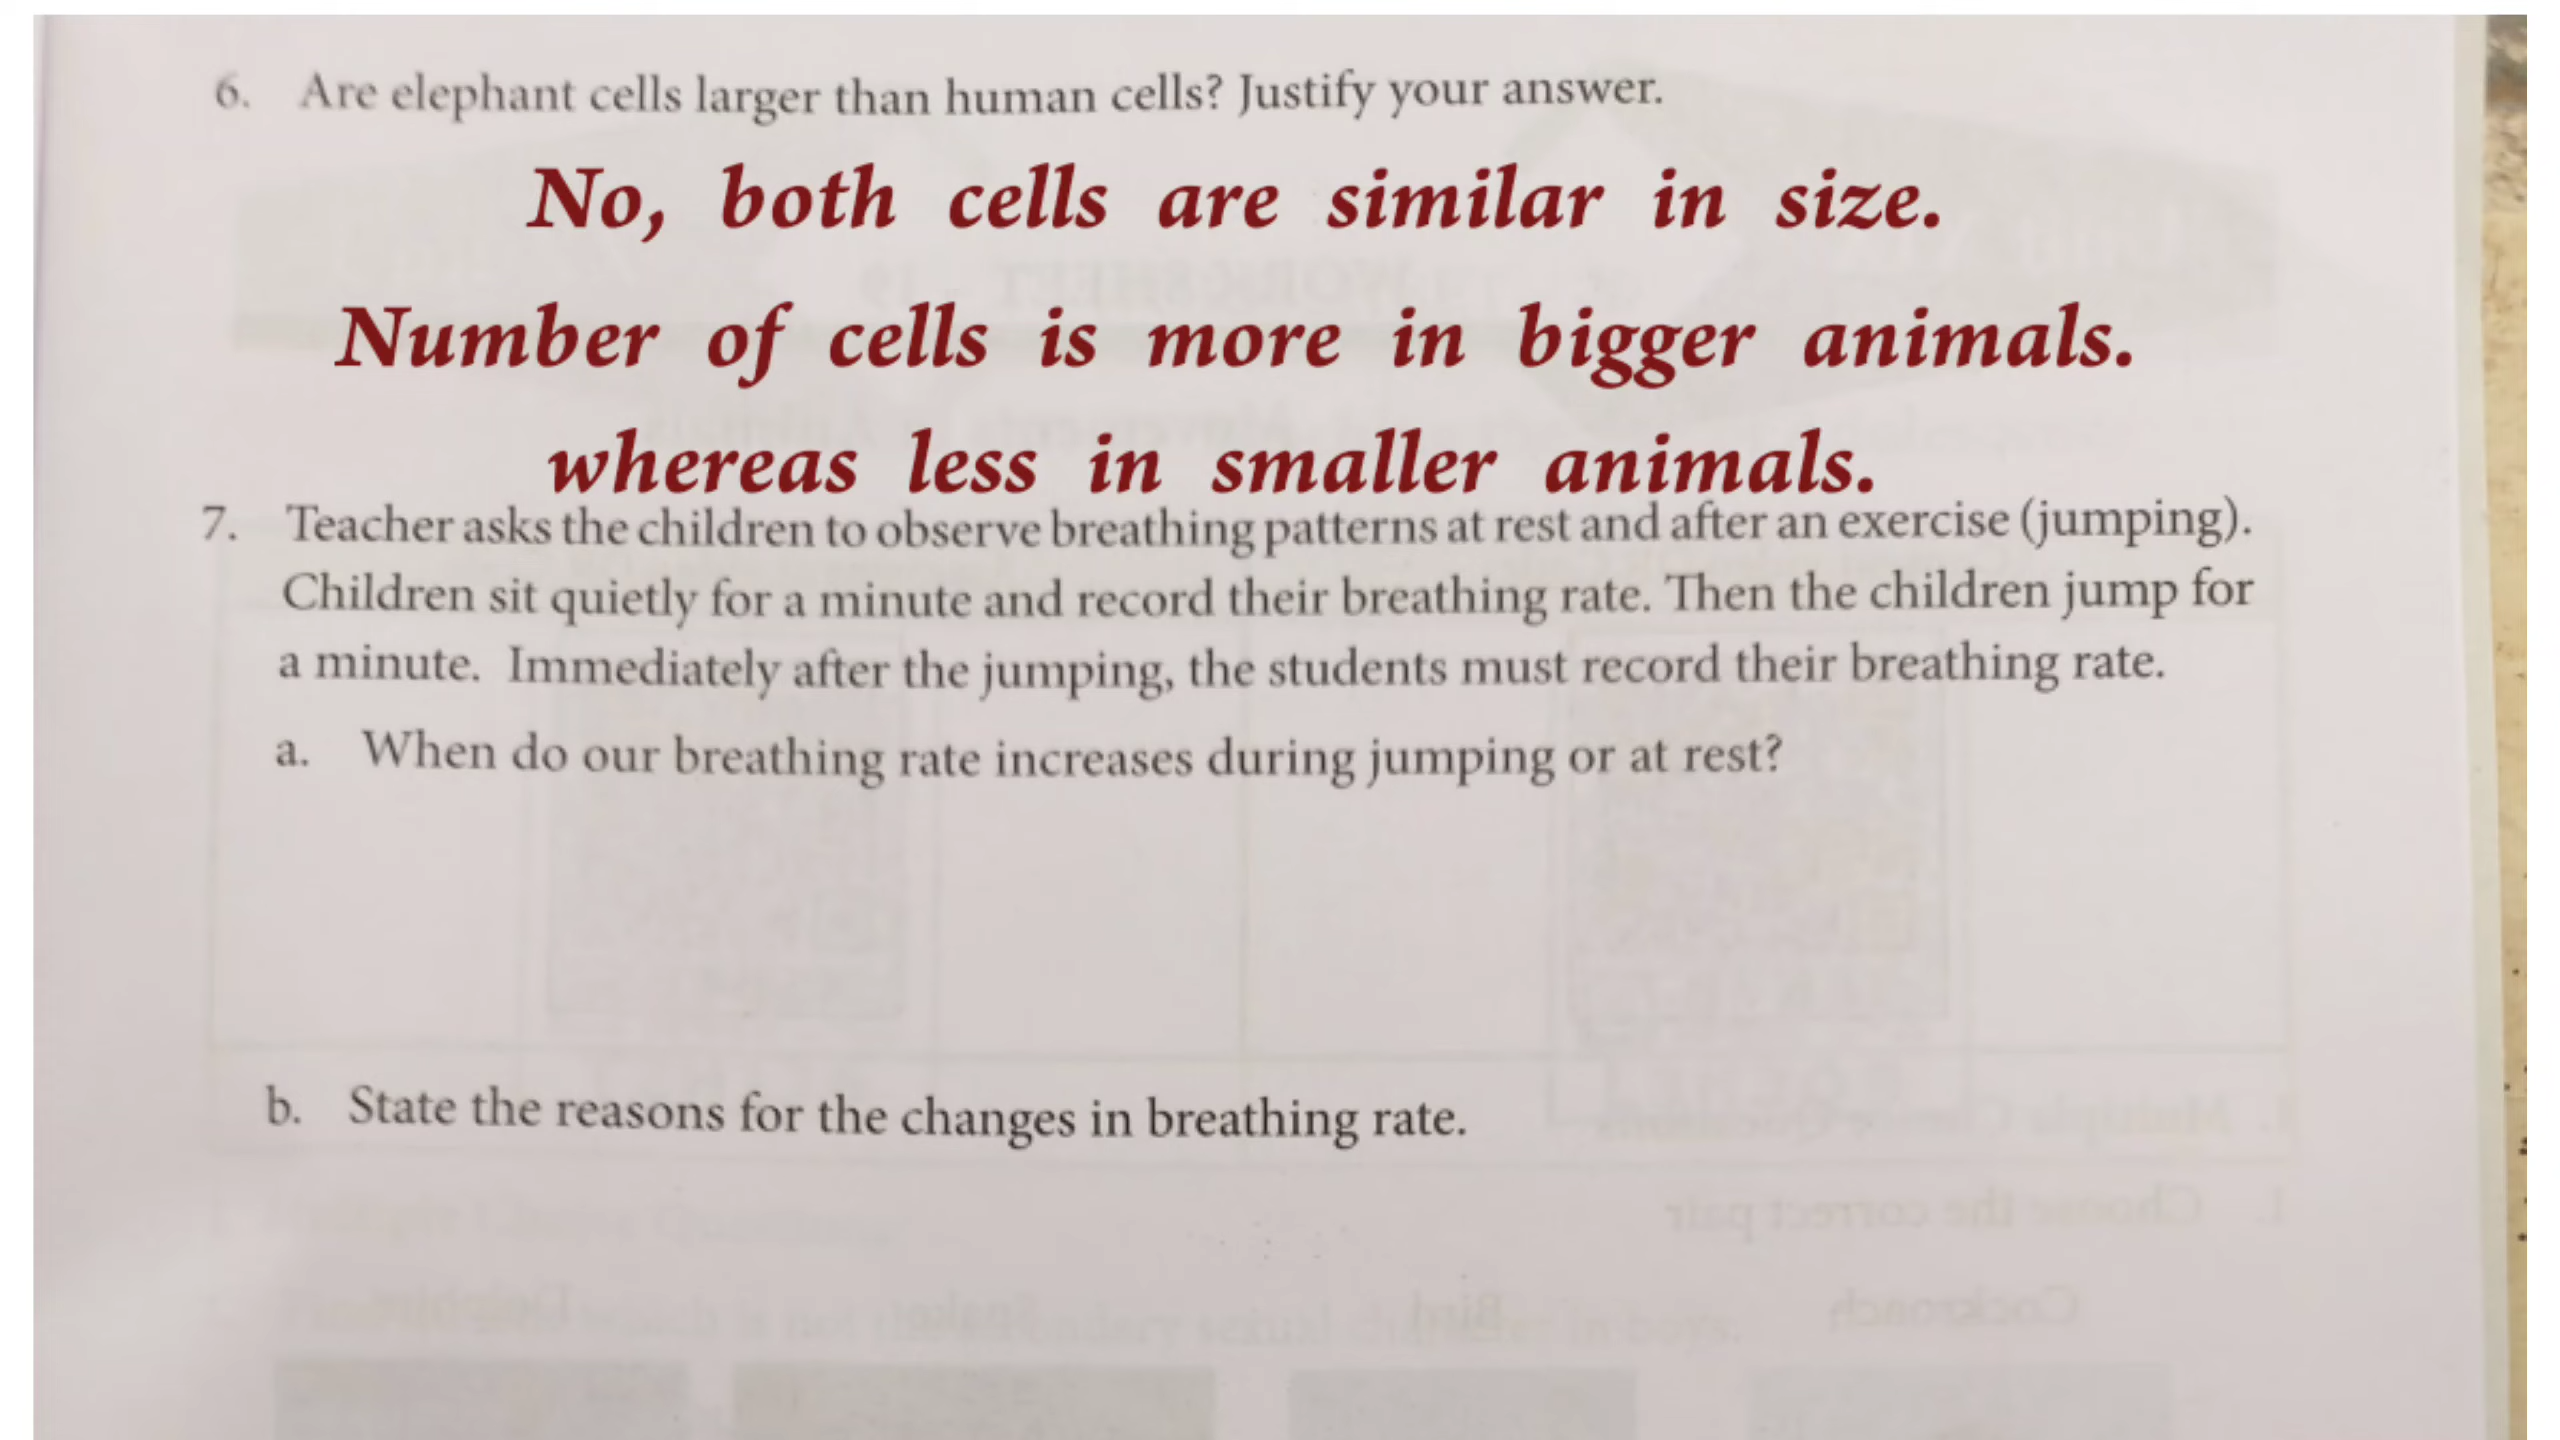 6. Are elephant cells larger than human cells? Justify your answer.
No, both cells are similar in size.
Number of cells is more in bigger animals.
whereas less in smaller animals.
7. Teacher asks the children to observe breathing patterns at rest and after an exercise (jumping).
Children sit quietly for a minute and record their breathing rate. Then the children jump for
a minute. Immediately after the jumping, the students must record their breathing rate.
a. When do our breathing rate increases during jumping or at rest?
b. State the reasons for the changes in breathing rate.